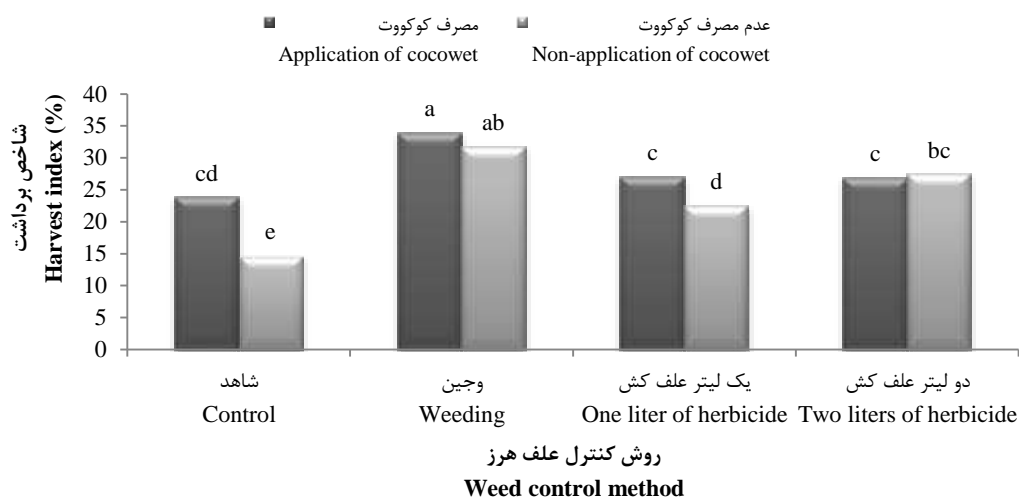 مصرف کوکووت
Application of cocowet
عدم مصرف کوکووت
Non-application of cocowet
شاخص برداشت
Harvest index (%)
40
35
30
25
20
15
10
5
0
cd
e
a
ab
c
d
c
bc
شاهد
Control
وجین
Weeding
یک لیتر علف کش
One liter of herbicide
دو لیتر علف کش
Two liters of herbicide
روش کنترل علف هرز
Weed control method